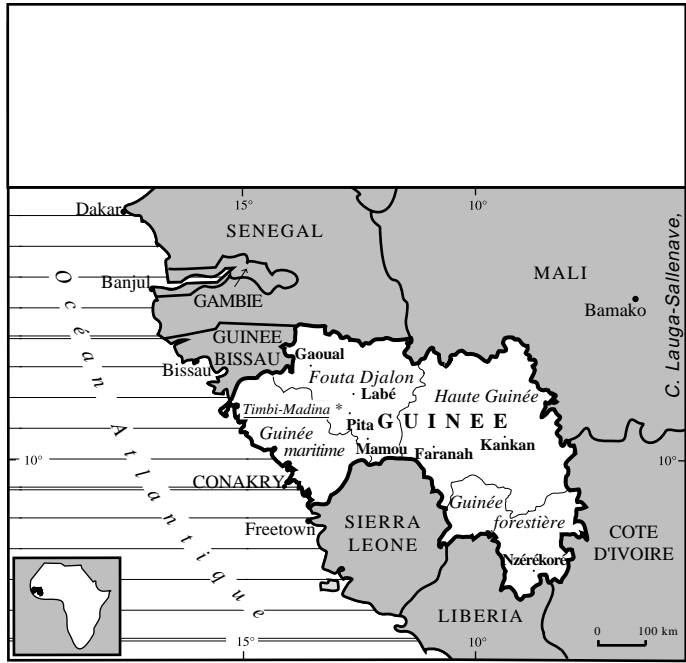 Dakar
15°
10°
SENEGAL
MALI
C. Lauga-Sallenave,
Banjul
GAMBIE
Bamako
Océan Atlantique
GUINEE
BISSAU
Bissau
Gaoual
Fouta Djalon
Labé
Haute Guinée
Timbi-Madina *
Pita
GUINEE
Guinée
maritime
Mamou
Faranah
Kankan
10°
10°
CONAKRY
Guinée
forestière
Freetown
SIERRA
LEONE
COTE
D'IVOIRE
Nzérékoré
LIBERIA
0 100 km
15°
10°